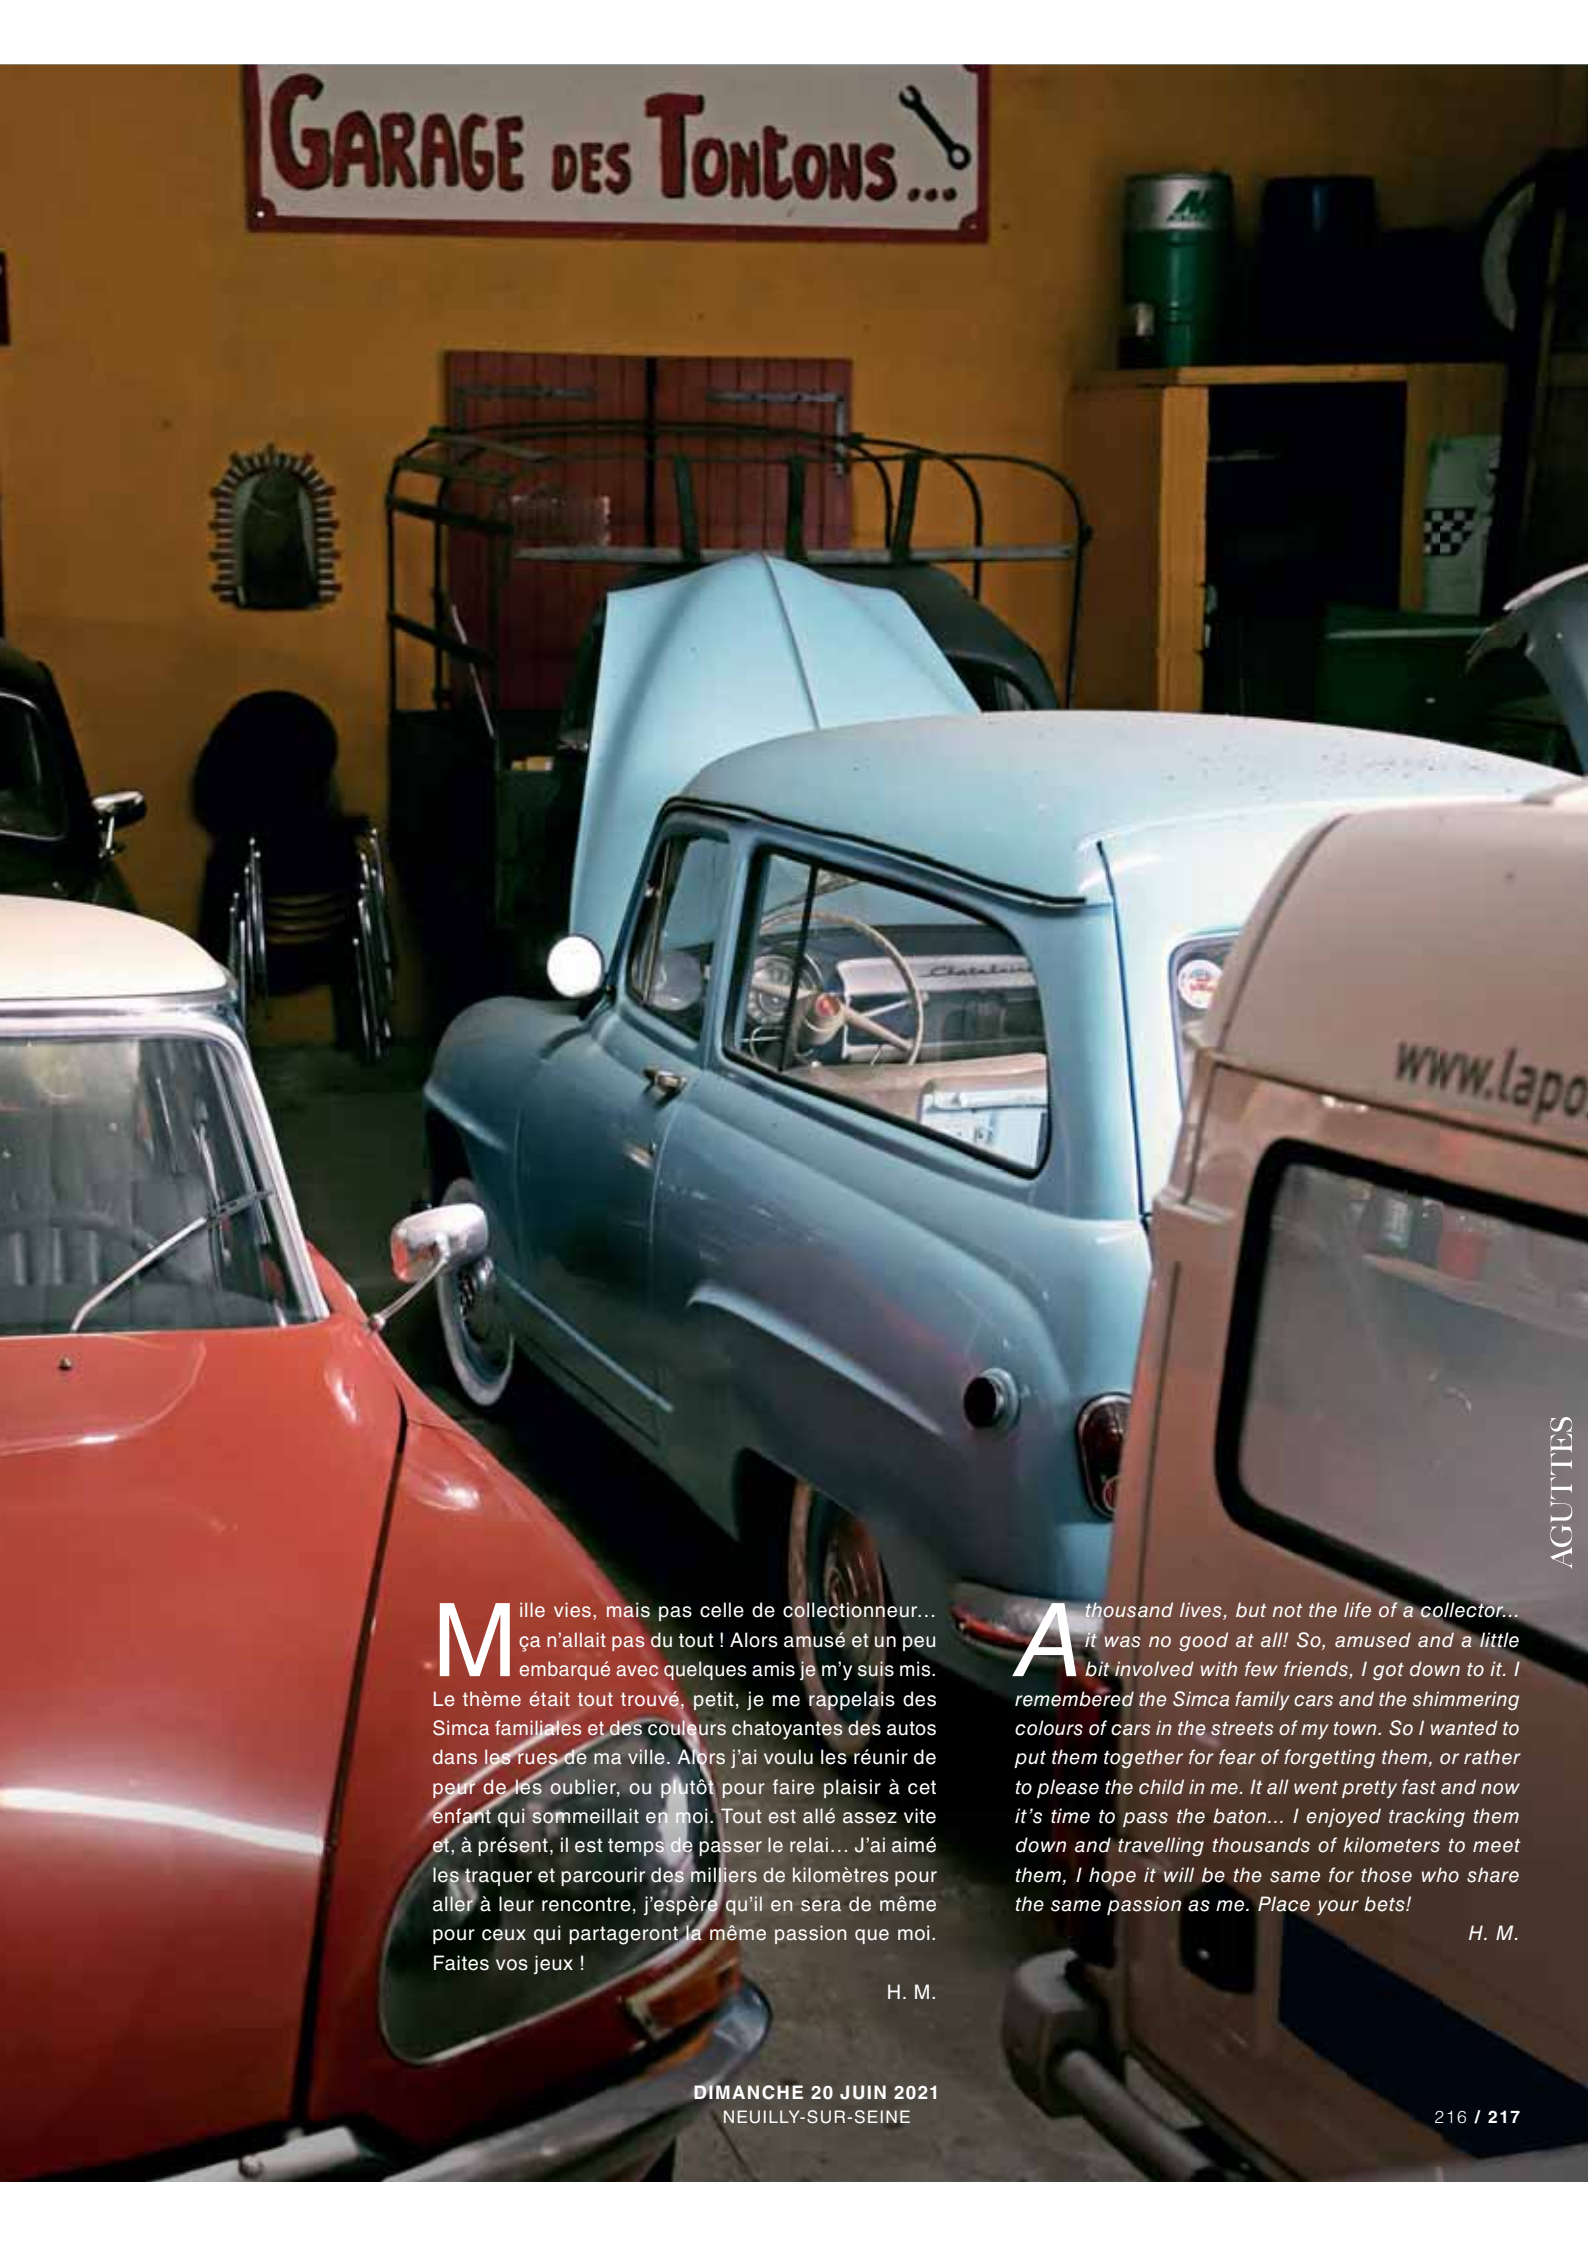 GARAGE DES TONTONS...
Chatelaine
www.lapo
AGUTTES
Mille vies, mais pas celle de collectionneur...
ça n'allait pas du tout ! Alors amusé et un peu
embarqué avec quelques amis je m'y suis mis.
Le thème était tout trouvé, petit, je me rappelais des
Simca familiales et des couleurs chatoyantes des autos
dans les rues de ma ville. Alors j'ai voulu les réunir de
peur de les oublier, ou plutôt pour faire plaisir à cet
enfant qui sommeillait en moi. Tout est allé assez vite
et, à présent, il est temps de passer le relai... J'ai aimé
les traquer et parcourir des milliers de kilomètres pour
aller à leur rencontre, j'espère qu'il en sera de même
pour ceux qui partageront la même passion que moi.
Faites vos jeux !
H. M.
A thousand lives, but not the life of a collector...
it was no good at all! So, amused and a little
bit involved with few friends, I got down to it. I
remembered the Simca family cars and the shimmering
colours of cars in the streets of my town. So I wanted to
put them together for fear of forgetting them, or rather
to please the child in me. It all went pretty fast and now
it's time to pass the baton... I enjoyed tracking them
down and travelling thousands of kilometers to meet
them, I hope it will be the same for those who share
the same passion as me. Place your bets!
H. M.
DIMANCHE 20 JUIN 2021
NEUILLY-SUR-SEINE
216 / 217